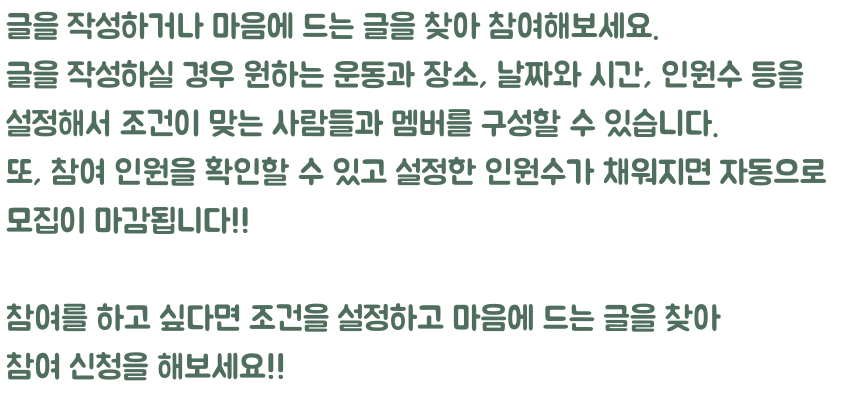 글을 작성하거나 마음에 드는 글을 찾아 참여해보세요.
글을 작성하실 경우 원하는 운동과 장소, 날짜와 시간, 인원수 등을
설정해서 조건이 맞는 사람들과 멤버를 구성할 수 있습니다.
또, 참여 인원을 확인할 수 있고 설정한 인원수가 채워지면 자동으로
모집이 마감됩니다!!
참여를 하고 싶다면 조건을 설정하고 마음에 드는 글을 찾아
참여 신청을 해보세요!!